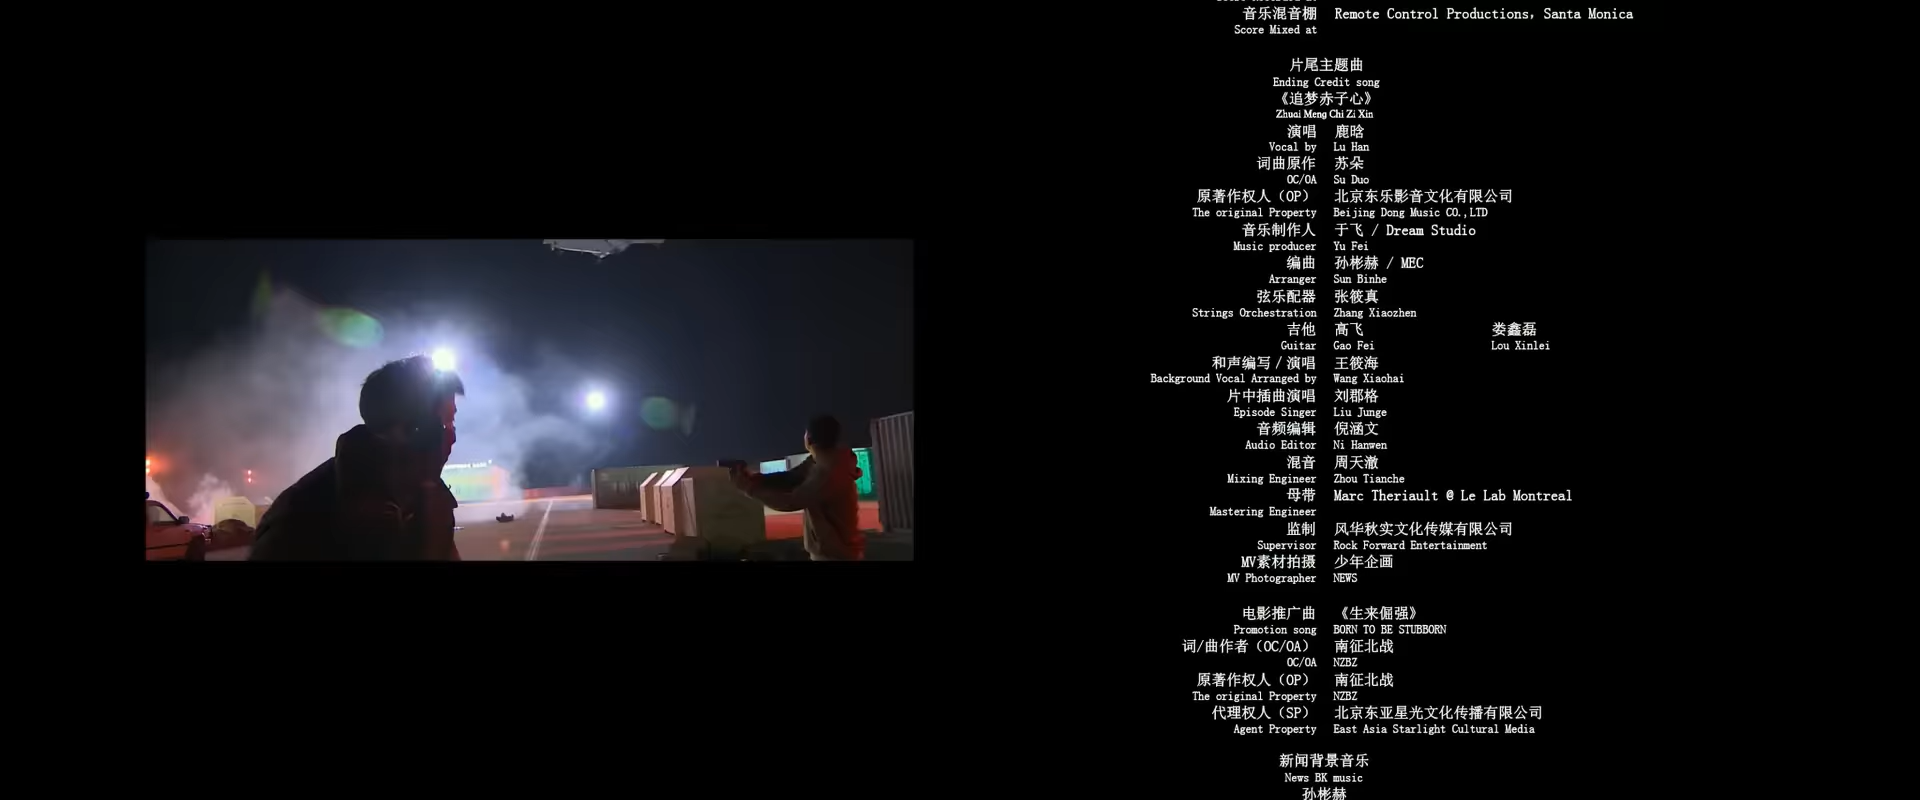 音乐混音棚 Remote Control Productions, Santa Monica
Score Mixed at
片尾主题曲
Ending Credit song
《追梦赤子心》
Zhuai Meng Chi Zi Xin
演唱 鹿晗
Vocal by Lu Han
词曲原作 苏朵
OC/OA Su Duo
原著作权人（OP） 北京东乐影音文化有限公司
The original Property Beijing Dong Music CO.,LTD
音乐制作人 于飞 / Dream Studio
Music producer Yu Fei
编曲 孙彬赫 / MEC
Arranger Sun Binhe
弦乐配器 张筱真
Strings Orchestration Zhang Xiaozhen
吉他 高飞 娄鑫磊
Guitar Gao Fei Lou Xinlei
和声编写 / 演唱 王筱海
Background Vocal Arranged by Wang Xiaohai
片中插曲演唱 刘郡格
Episode Singer Liu Junge
音频编辑 倪涵文
Audio Editor Ni Hanwen
混音 周天澈
Mixing Engineer Zhou Tianche
母带 Marc Theriault @ Le Lab Montreal
Mastering Engineer
监制 风华秋实文化传媒有限公司
Supervisor Rock Forward Entertainment
MV素材拍摄 少年企画
MV Photographer NEWS
电影推广曲 《生来倔强》
Promotion song BORN TO BE STUBBORN
词/曲作者（OC/OA） 南征北战
OC/OA NZBZ
原著作权人（OP） 南征北战
The original Property NZBZ
代理权人（SP） 北京东亚星光文化传播有限公司
Agent Property East Asia Starlight Cultural Media
新闻背景音乐
News BK music
孙彬赫